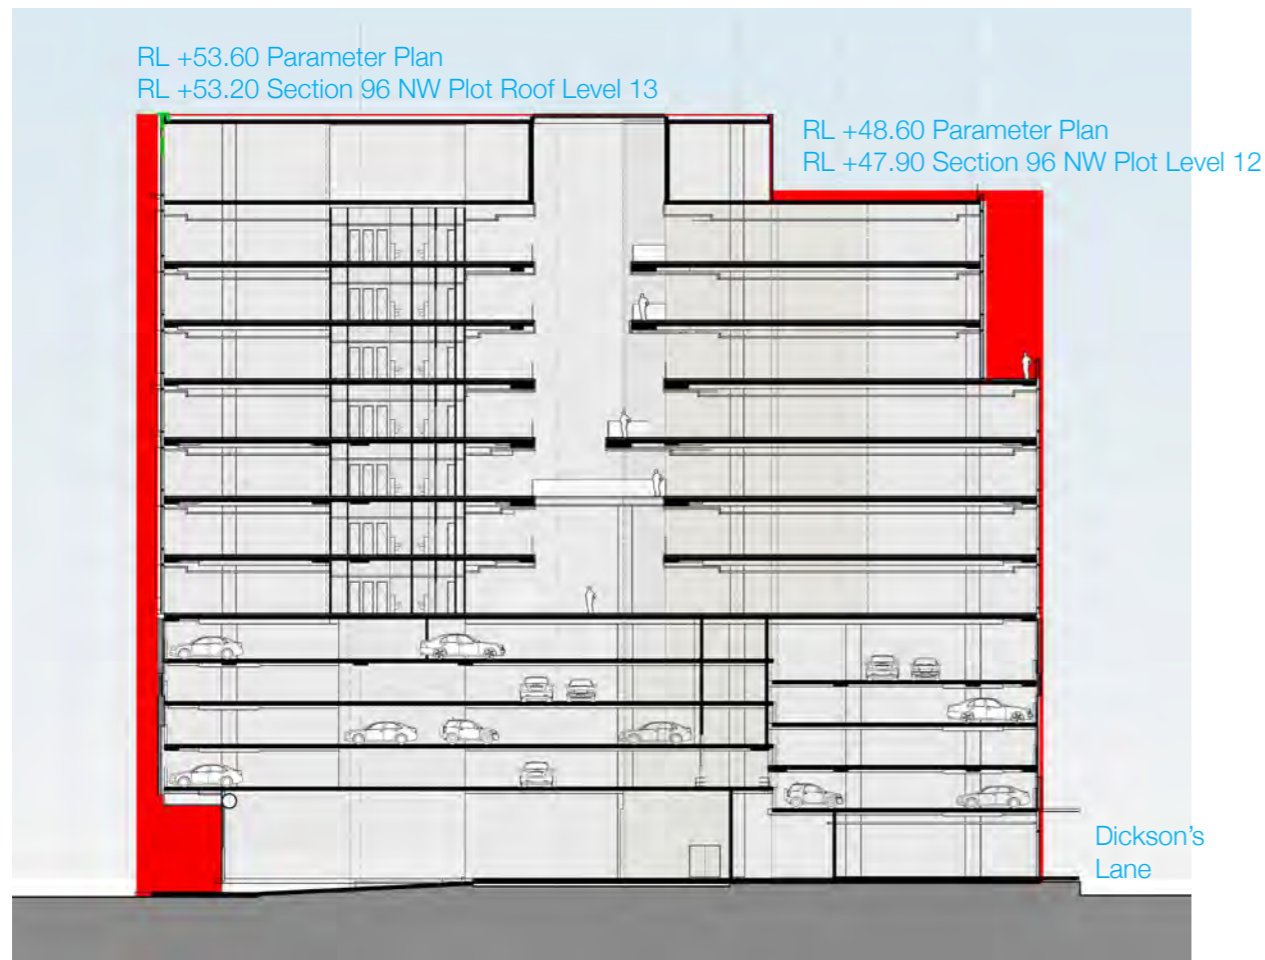 RL +53.60 Parameter Plan
RL +53.20 Section 96 NW Plot Roof Level 13
RL +48.60 Parameter Plan
RL +47.90 Section 96 NW Plot Level 12
Dickson's
Lane